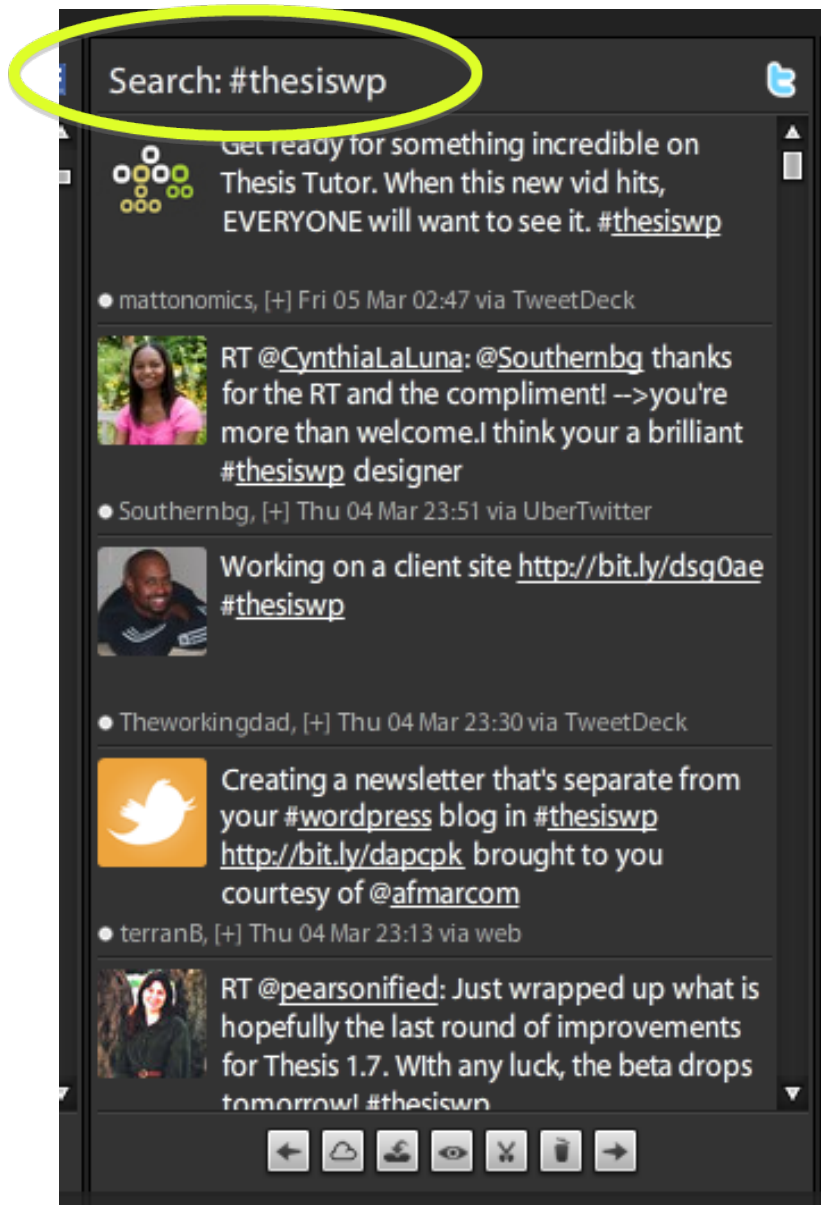 Search: #thesiswp
Get ready for something incredible on
Thesis Tutor. When this new vid hits,
EVERYONE will want to see it. #thesiswp
mattonomics, [+] Fri 05 Mar 02:47 via TweetDeck
RT @CynthiaLaLuna: @Southernbg thanks
for the RT and the compliment! -->you're
more than welcome.I think your a brilliant
#thesiswp designer
Southernbg, [+] Thu 04 Mar 23:51 via UberTwitter
Working on a client site http://bit.ly/dsg0ae
#thesiswp
Theworkingdad, [+] Thu 04 Mar 23:30 via TweetDeck
Creating a newsletter that's separate from
your #wordpress blog in #thesiswp
http://bit.ly/dapcpk brought to you
courtesy of @afmarcom
terranB, [+] Thu 04 Mar 23:13 via web
RT @pearsonified: Just wrapped up what is
hopefully the last round of improvements
for Thesis 1.7. WIth any luck, the beta drops
tomorrow! #thesiswp